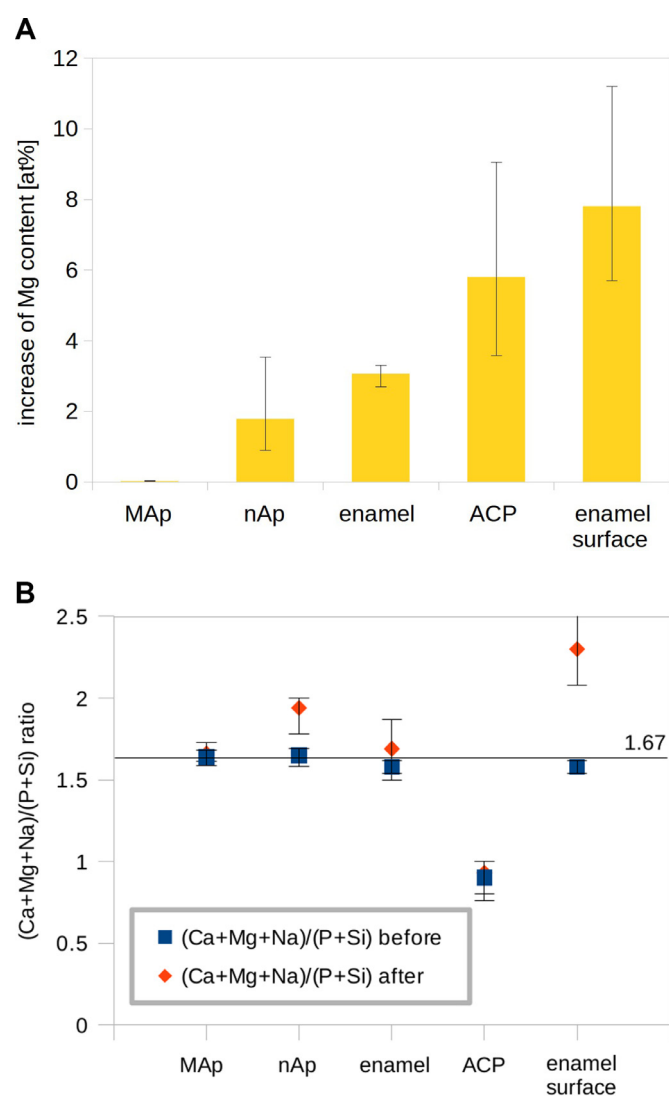 A
increase of Mg content [at%]
12
10
8
6
4
2
0
MAp nAp enamel ACP enamel
surface
B
(Ca+Mg+Na)/(P+Si) ratio
2.5
2
1.5
1
0.5
0
1.67
(Ca+Mg+Na)/(P+Si) before
(Ca+Mg+Na)/(P+Si) after
MAp nAp enamel ACP enamel
surface